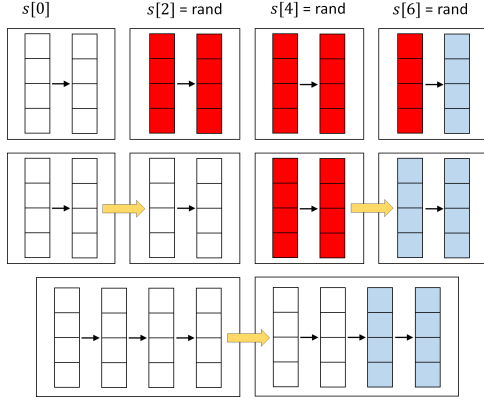 s[0] s[2] = rand s[4] = rand s[6] = rand